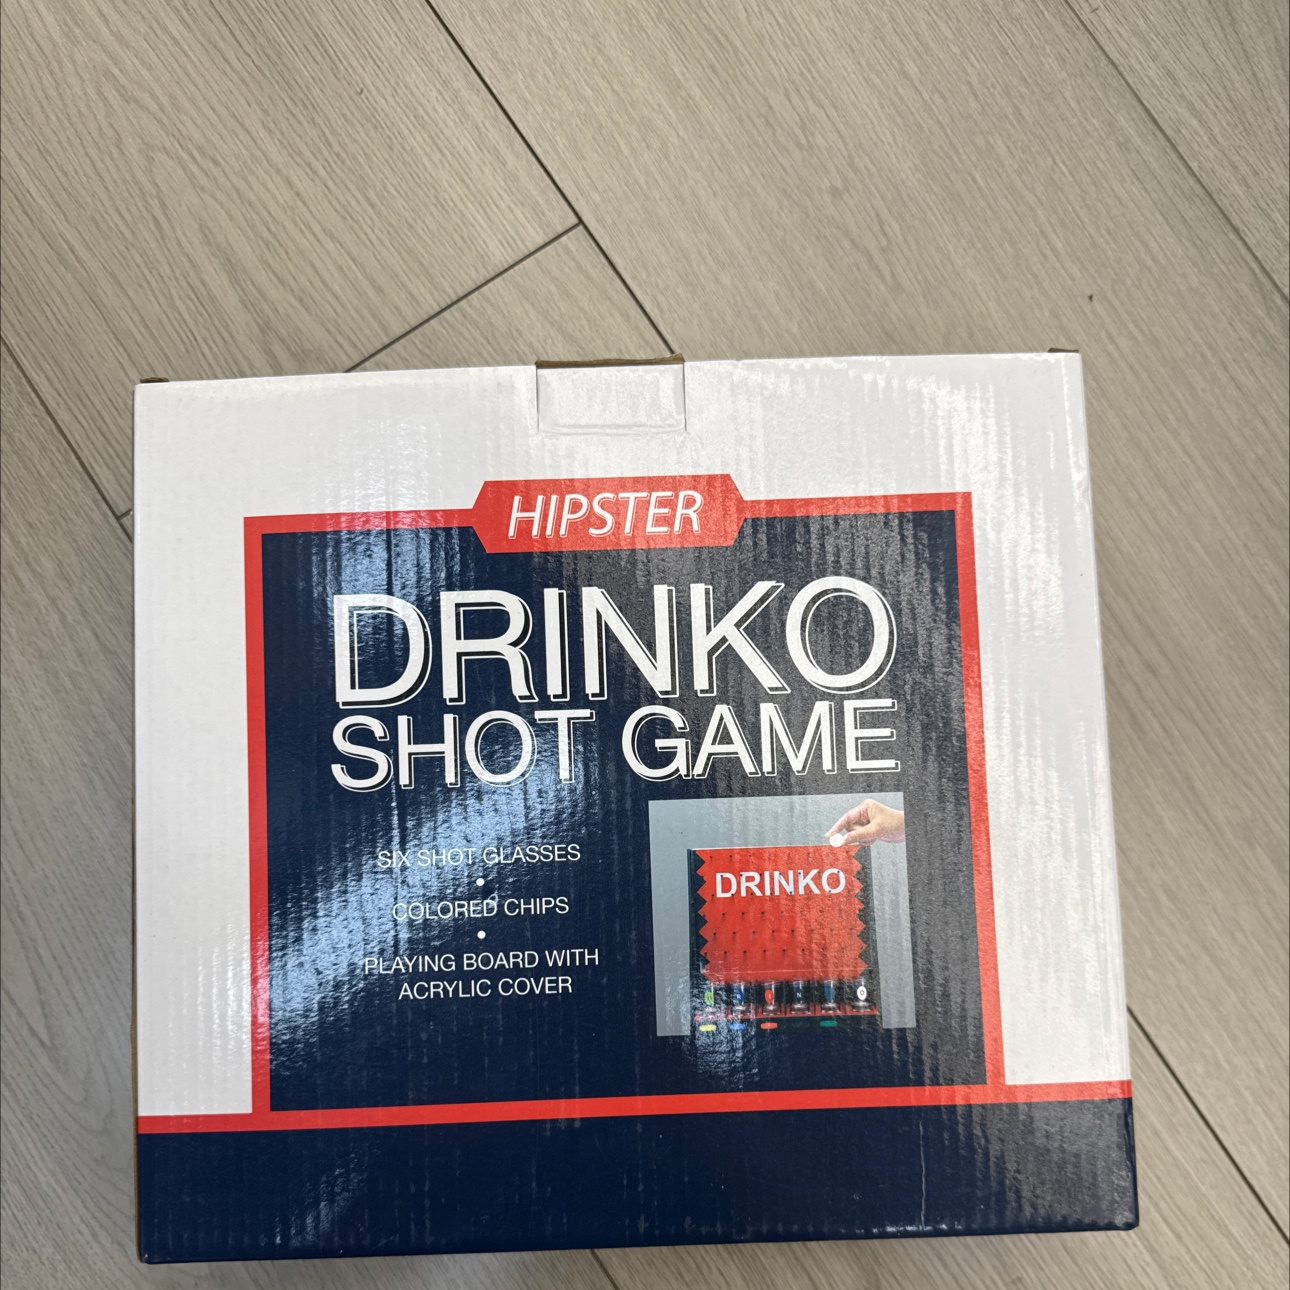 HIPSTER
DRINKO
SHOT GAME
SIX SHOT GLASSES
COLORED CHIPS
PLAYING BOARD WITH
ACRYLIC COVER
DRINKO